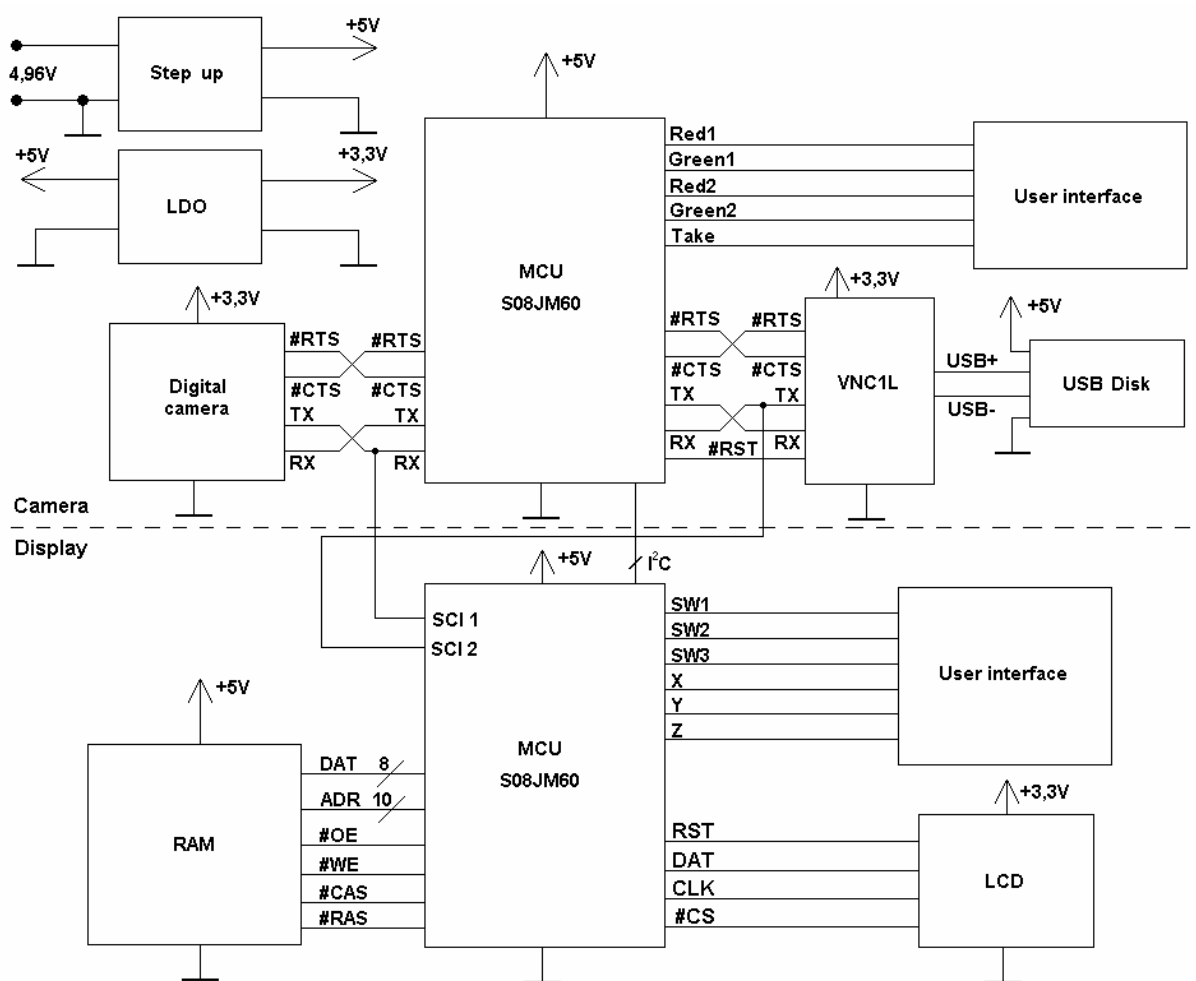 +5V
4,96V
Step up
+5V
+3,3V
LDO
+5V
MCU
S08JM60
Red1
Green1
Red2
Green2
Take
User interface
+3,3V
Digital
camera
#RTS
#RTS
#CTS
#CTS
TX
TX
RX
RX
#RTS
#RTS
#CTS
#CTS
TX
TX
RX
RX
#RST
+3,3V
VNC1L
USB+
USB-
+5V
USB Disk
Camera
Display
+5V
I²C
SCI 1
SCI 2
MCU
S08JM60
SW1
SW2
SW3
X
Y
Z
User interface
+5V
RAM
DAT 8
ADR 10
#OE
#WE
#CAS
#RAS
RST
DAT
CLK
#CS
+3,3V
LCD